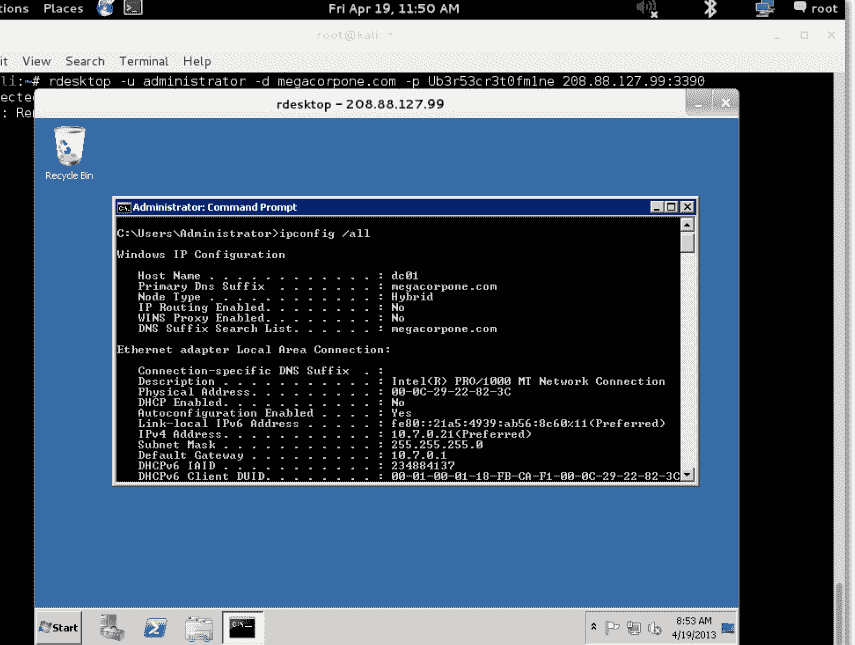 tions Places Fri Apr 19, 11:50 AM root
root@kali: ~
it View Search Terminal Help
li:~# rdesktop -u administrator -d megacorpone.com -p Ub3r53cr3t0fm1ne 208.88.127.99:3390
ecte
: Re
rdesktop - 208.88.127.99
Recycle Bin
Administrator: Command Prompt
C:\Users\Administrator>ipconfig /all
Windows IP Configuration
Host Name . . . . . . . . . . . . : dc01
Primary Dns Suffix . . . . . . . : megacorpone.com
Node Type . . . . . . . . . . . . : Hybrid
IP Routing Enabled. . . . . . . . : No
WINS Proxy Enabled. . . . . . . . : No
DNS Suffix Search List. . . . . . : megacorpone.com
Ethernet adapter Local Area Connection:
Connection-specific DNS Suffix . :
Description . . . . . . . . . . . : Intel(R) PRO/1000 MT Network Connection
Physical Address. . . . . . . . . : 00-0C-29-22-82-3C
DHCP Enabled. . . . . . . . . . . : No
Autoconfiguration Enabled . . . . : Yes
Link-local IPv6 Address . . . . . : fe80::21a5:4939:ab56:8c60%11(Preferred)
IPv4 Address. . . . . . . . . . . : 10.7.0.21(Preferred)
Subnet Mask . . . . . . . . . . . : 255.255.255.0
Default Gateway . . . . . . . . . : 10.7.0.1
DHCPv6 IAID . . . . . . . . . . . : 234884137
DHCPv6 Client DUID. . . . . . . . : 00-01-00-01-18-FB-CA-F1-00-0C-29-22-82-3C
Start
8:53 AM
4/19/2013